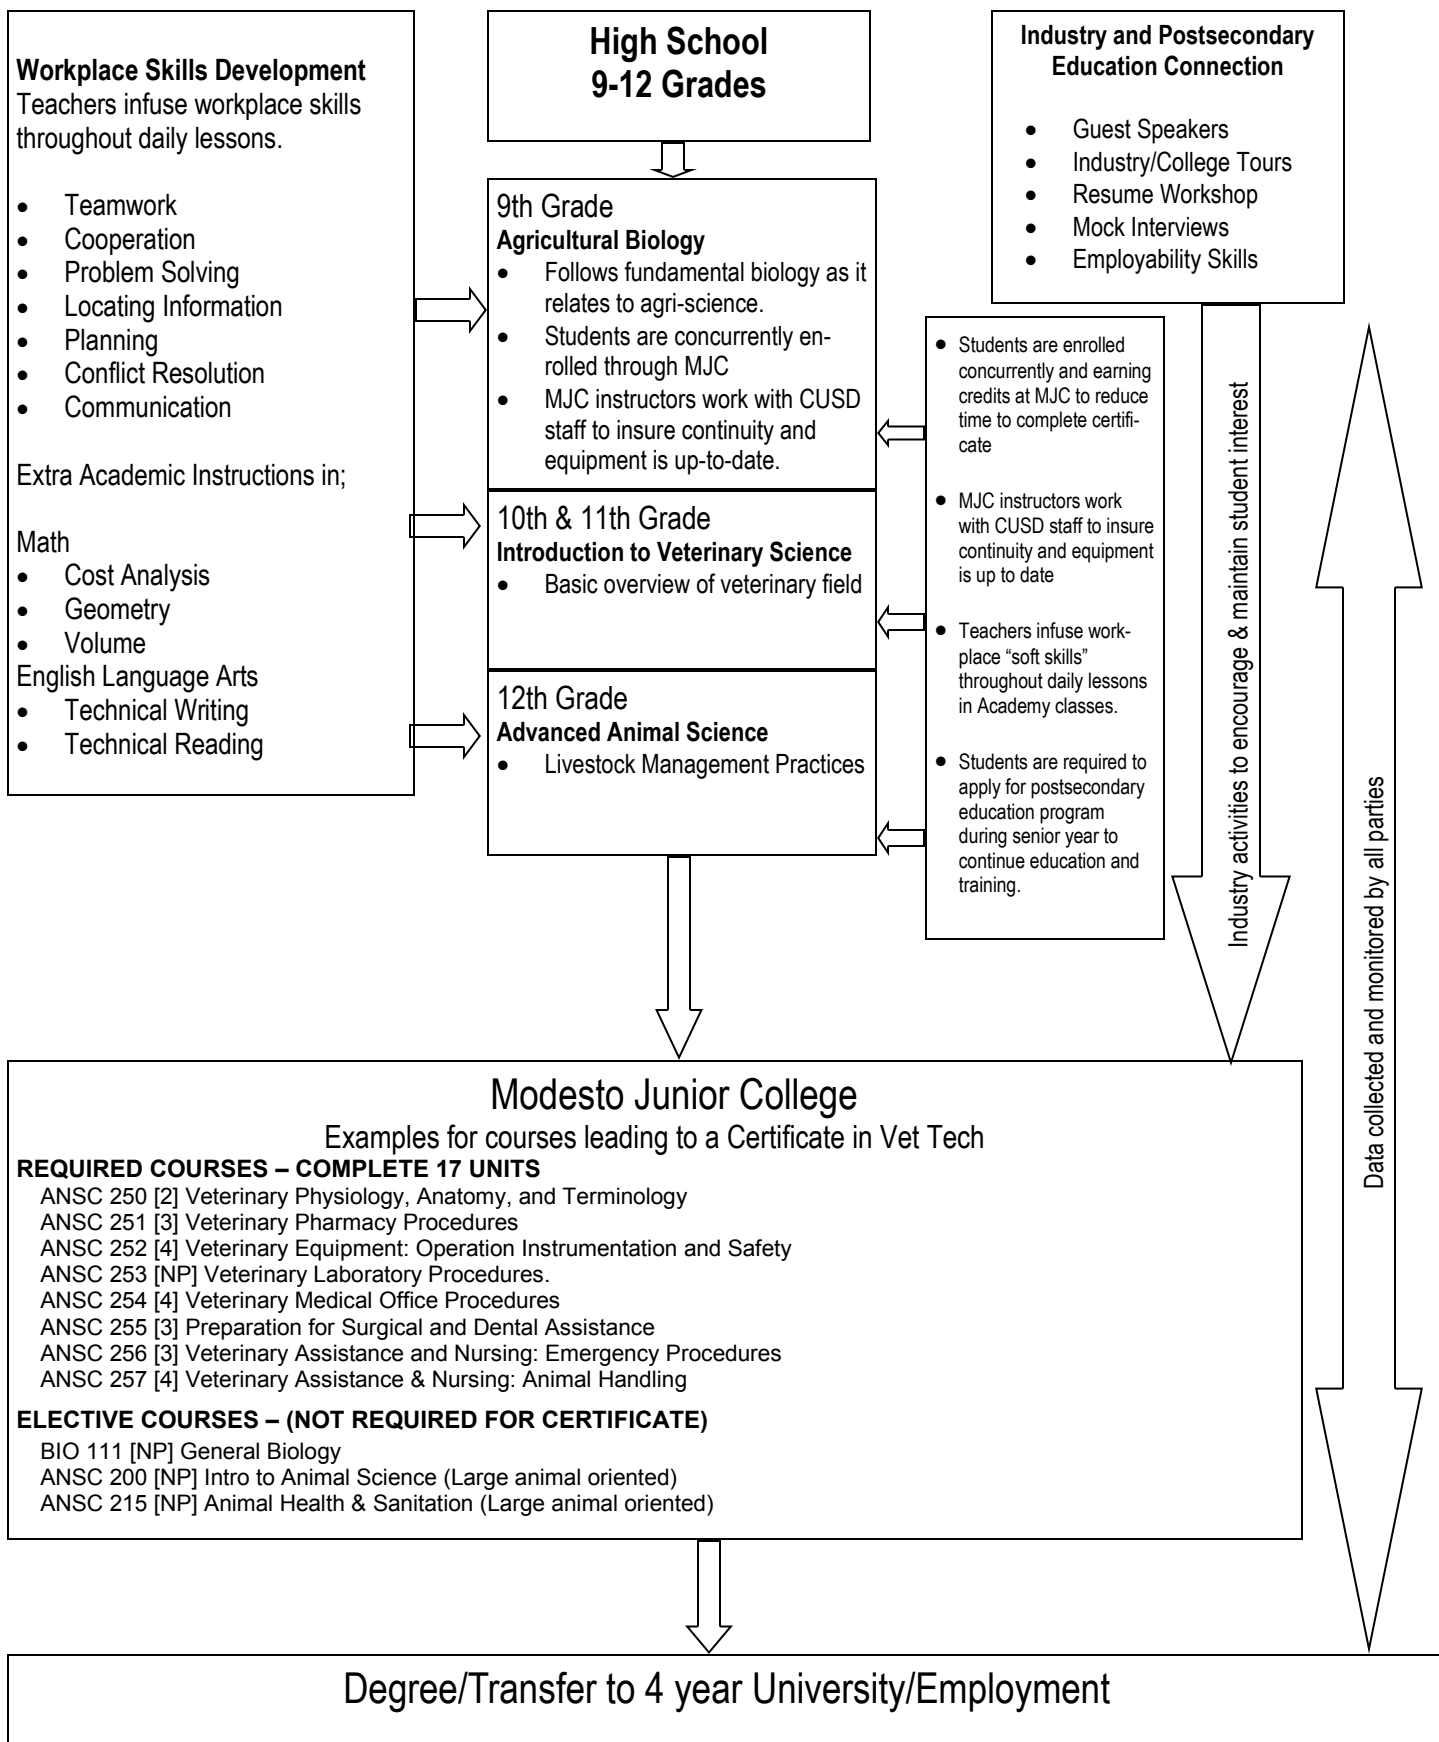 Workplace Skills Development
Teachers infuse workplace skills
throughout daily lessons.
• Teamwork
• Cooperation
• Problem Solving
• Locating Information
• Planning
• Conflict Resolution
• Communication
Extra Academic Instructions in;
Math
• Cost Analysis
• Geometry
• Volume
English Language Arts
• Technical Writing
• Technical Reading
High School
9-12 Grades
9th Grade
Agricultural Biology
• Follows fundamental biology as it
relates to agri-science.
• Students are concurrently en-
rolled through MJC
• MJC instructors work with CUSD
staff to insure continuity and
equipment is up-to-date.
10th & 11th Grade
Introduction to Veterinary Science
• Basic overview of veterinary field
12th Grade
Advanced Animal Science
• Livestock Management Practices
Industry and Postsecondary
Education Connection
• Guest Speakers
• Industry/College Tours
• Resume Workshop
• Mock Interviews
• Employability Skills
• Students are enrolled
concurrently and earning
credits at MJC to reduce
time to complete certifi-
cate
• MJC instructors work
with CUSD staff to insure
continuity and equipment
is up to date
• Teachers infuse work-
place “soft skills”
throughout daily lessons
in Academy classes.
• Students are required to
apply for postsecondary
education program
during senior year to
continue education and
training.
Industry activities to encourage & maintain student interest
Data collected and monitored by all parties
Modesto Junior College
Examples for courses leading to a Certificate in Vet Tech
REQUIRED COURSES – COMPLETE 17 UNITS
ANSC 250 [2] Veterinary Physiology, Anatomy, and Terminology
ANSC 251 [3] Veterinary Pharmacy Procedures
ANSC 252 [4] Veterinary Equipment: Operation Instrumentation and Safety
ANSC 253 [NP] Veterinary Laboratory Procedures.
ANSC 254 [4] Veterinary Medical Office Procedures
ANSC 255 [3] Preparation for Surgical and Dental Assistance
ANSC 256 [3] Veterinary Assistance and Nursing: Emergency Procedures
ANSC 257 [4] Veterinary Assistance & Nursing: Animal Handling
ELECTIVE COURSES – (NOT REQUIRED FOR CERTIFICATE)
BIO 111 [NP] General Biology
ANSC 200 [NP] Intro to Animal Science (Large animal oriented)
ANSC 215 [NP] Animal Health & Sanitation (Large animal oriented)
Degree/Transfer to 4 year University/Employment